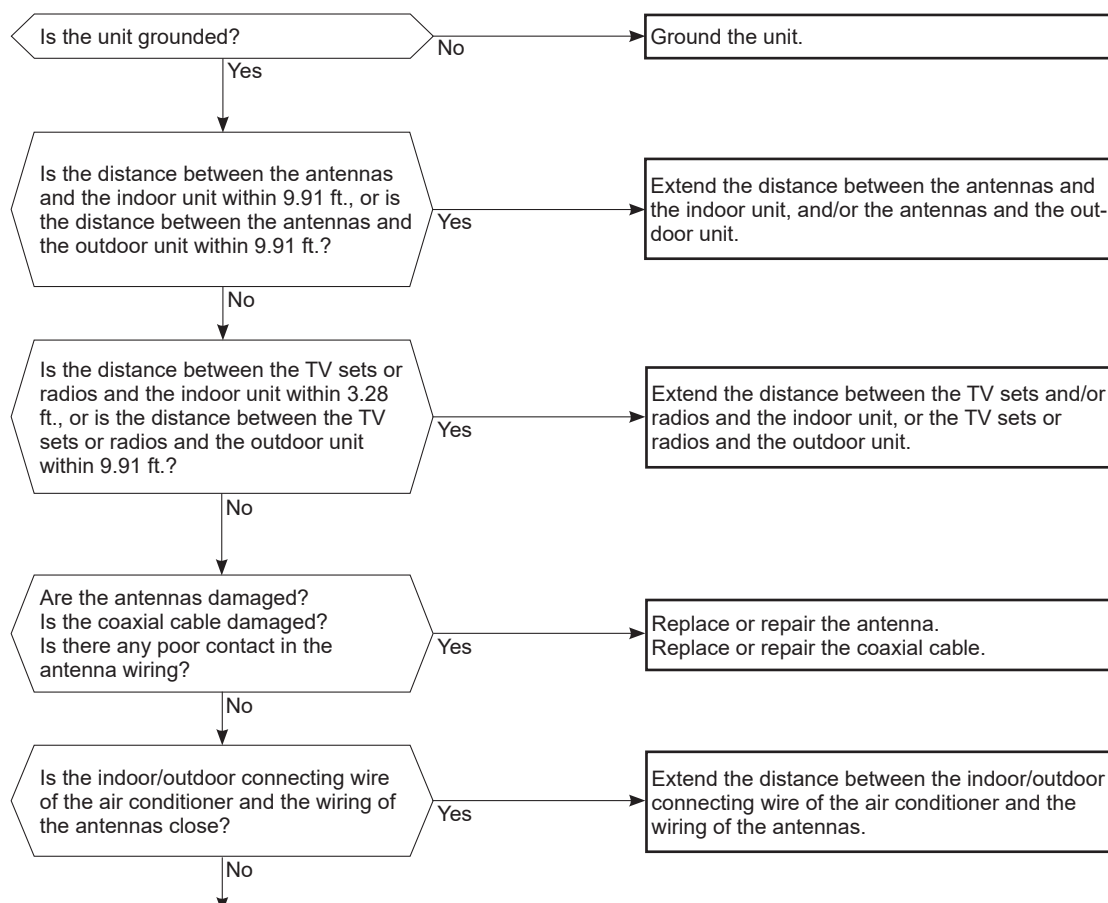 Is the unit grounded?
No
Ground the unit.
Yes
Is the distance between the antennas
and the indoor unit within 9.91 ft., or is
the distance between the antennas and
the outdoor unit within 9.91 ft.?
Yes
Extend the distance between the antennas and
the indoor unit, and/or the antennas and the out-
door unit.
No
Is the distance between the TV sets or
radios and the indoor unit within 3.28
ft., or is the distance between the TV
sets or radios and the outdoor unit
within 9.91 ft.?
Yes
Extend the distance between the TV sets and/or
radios and the indoor unit, or the TV sets or
radios and the outdoor unit.
No
Are the antennas damaged?
Is the coaxial cable damaged?
Is there any poor contact in the
antenna wiring?
Yes
Replace or repair the antenna.
Replace or repair the coaxial cable.
No
Is the indoor/outdoor connecting wire
of the air conditioner and the wiring of
the antennas close?
Yes
Extend the distance between the indoor/outdoor
connecting wire of the air conditioner and the
wiring of the antennas.
No